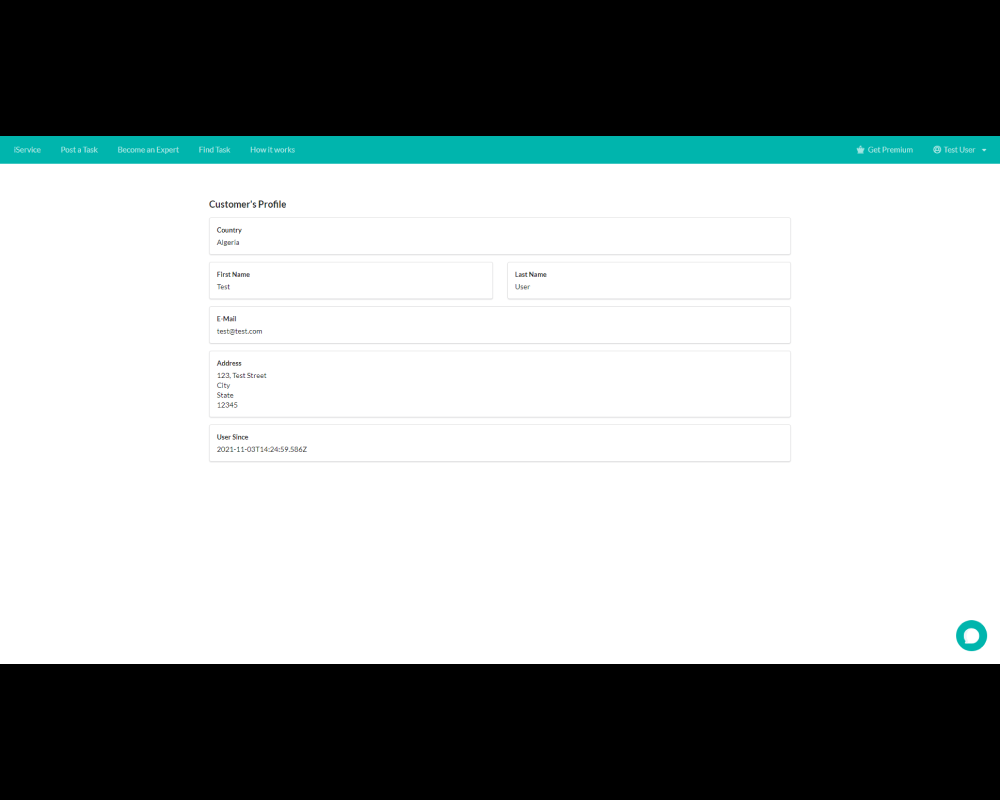 iService Post a Task Become an Expert Find Task How it works Get Premium Test User
Customer's Profile
Country
Algeria
First Name
Test
Last Name
User
E-Mail
test@test.com
Address
123, Test Street
City
State
12345
User Since
2021-11-03T14:24:59.586Z